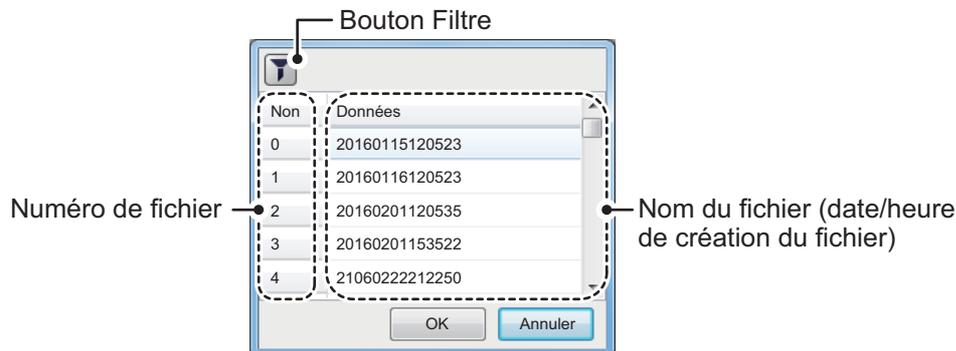 Bouton Filtre
Non Données
0 20160115120523
1 20160116120523
2 20160201120535
3 20160201153522
4 21060222212250
OK Annuler
Numéro de fichier
Nom du fichier (date/heure
de création du fichier)